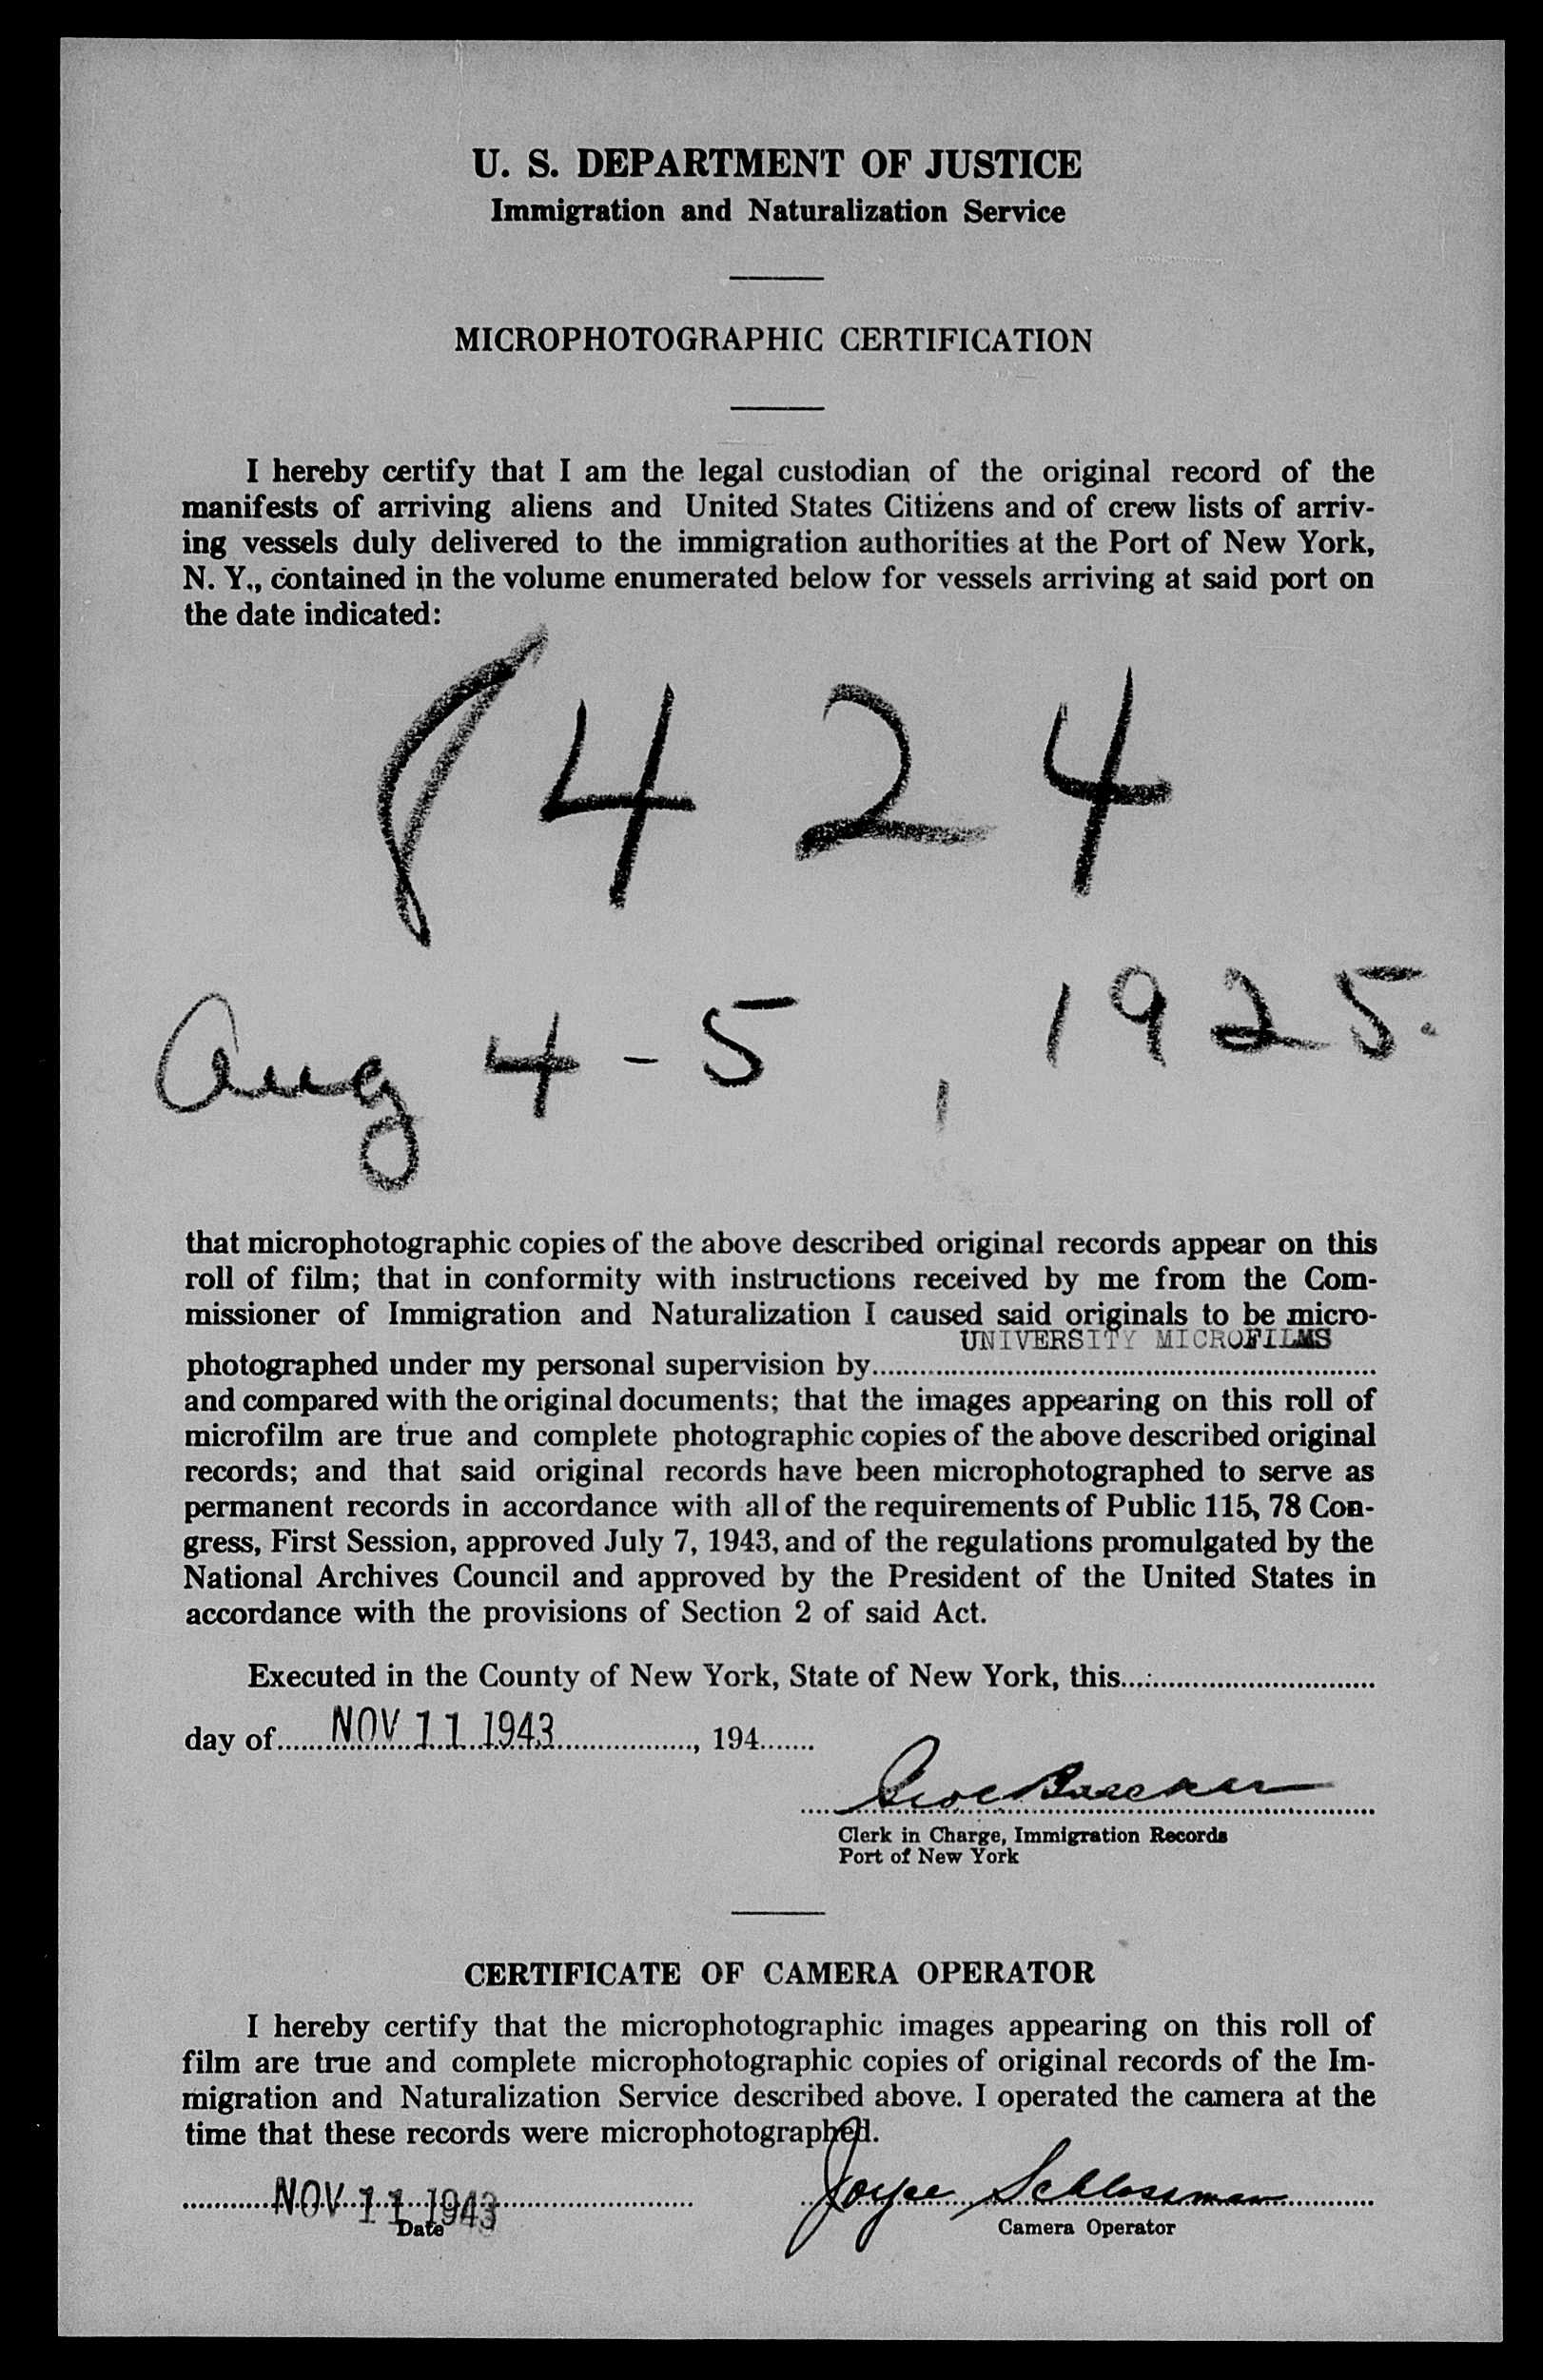 U. S. DEPARTMENT OF JUSTICE
Immigration and Naturalization Service
MICROPHOTOGRAPHIC CERTIFICATION
I hereby certify that I am the legal custodian of the original record of the
manifests of arriving aliens and United States Citizens and of crew lists of arriv-
ing vessels duly delivered to the immigration authorities at the Port of New York,
N. Y., contained in the volume enumerated below for vessels arriving at said port on
the date indicated:
8424
Aug 4-5, 1925.
that microphotographic copies of the above described original records appear on this
roll of film; that in conformity with instructions received by me from the Com-
missioner of Immigration and Naturalization I caused said originals to be micro-
UNIVERSITY MICROFILMS
photographed under my personal supervision by
and compared with the original documents; that the images appearing on this roll of
microfilm are true and complete photographic copies of the above described original
records; and that said original records have been microphotographed to serve as
permanent records in accordance with all of the requirements of Public 115, 78 Con-
gress, First Session, approved July 7, 1943, and of the regulations promulgated by the
National Archives Council and approved by the President of the United States in
accordance with the provisions of Section 2 of said Act.
Executed in the County of New York, State of New York, this
day of NOV 11 1943, 194
Clerk in Charge, Immigration Records
Port of New York
CERTIFICATE OF CAMERA OPERATOR
I hereby certify that the microphotographic images appearing on this roll of
film are true and complete microphotographic copies of original records of the Im-
migration and Naturalization Service described above. I operated the camera at the
time that these records were microphotographed.
NOV 11 1943 Joyce Schlossman
Date Camera Operator